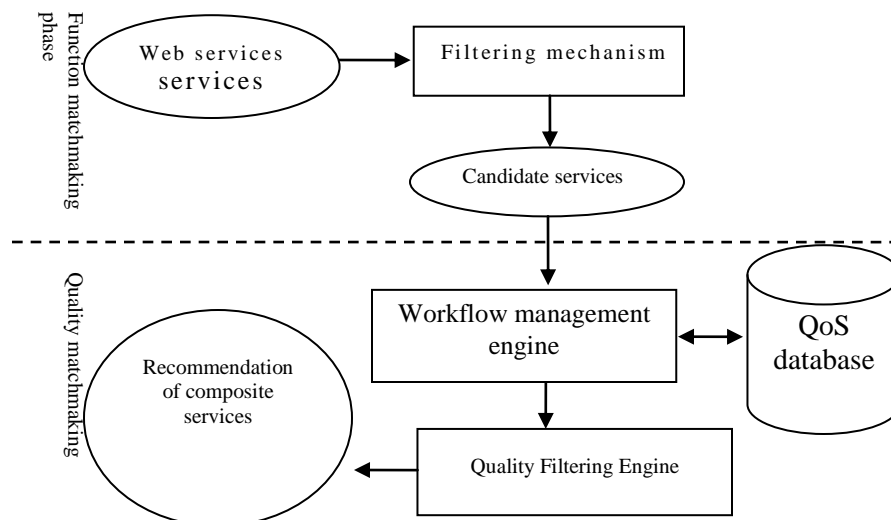 Function matchmaking
phase
Web services
services
Filtering mechanism
Candidate services
Quality matchmaking
Workflow management
engine
QoS
database
Recommendation
of composite
services
Quality Filtering Engine